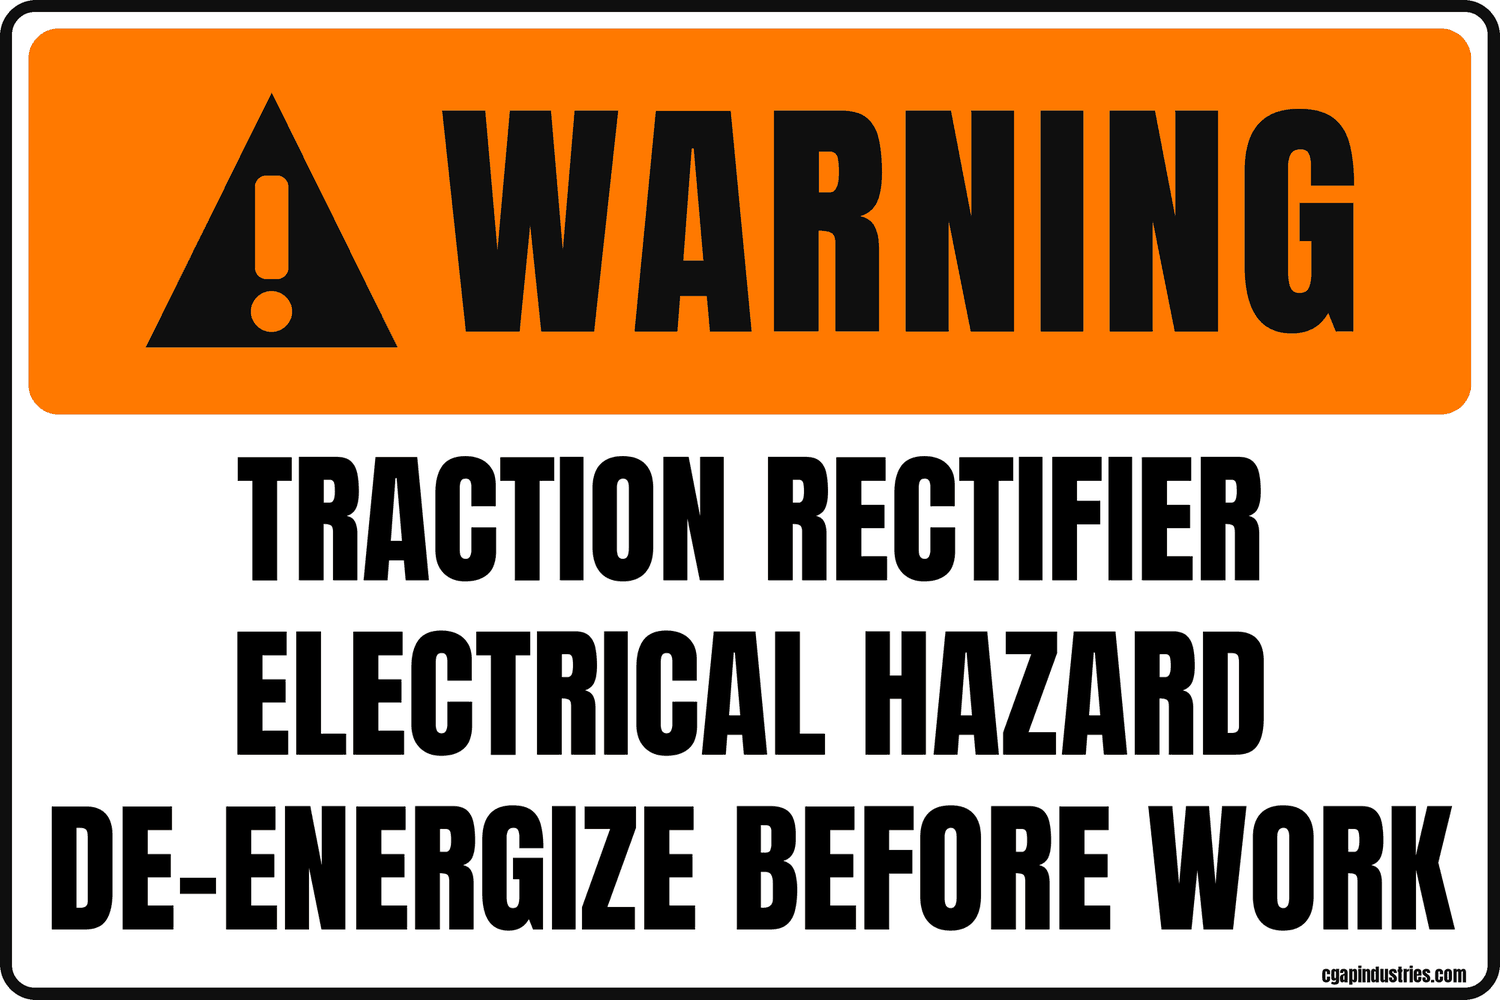 WARNING
TRACTION RECTIFIER
ELECTRICAL HAZARD
DE-ENERGIZE BEFORE WORK
cgapindustries.com